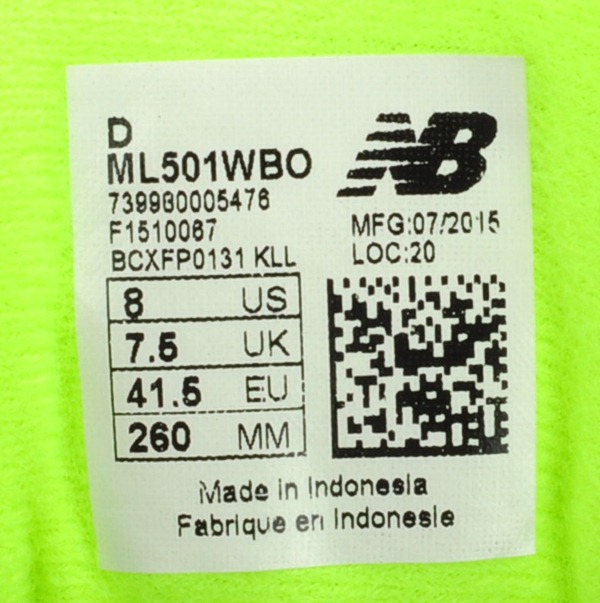 D
ML501WBO
739980005476
F1510067
BCXFP0131 KLL
8 US
7.5 UK
41.5 EU
260 MM
NB
MFG:07/2015
LOC:20
Made in Indonesia
Fabrique en Indonesie